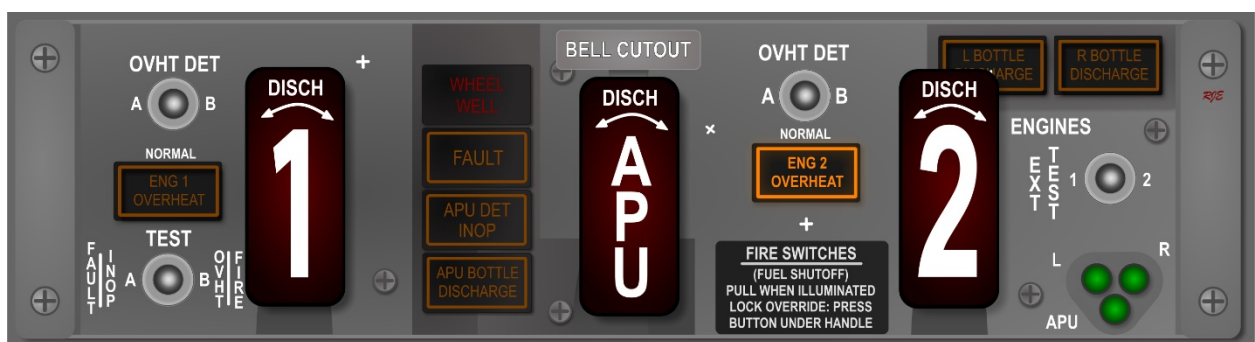 OVHT DET
A B
NORMAL
ENG 1
OVERHEAT
TEST
FAULT
INOP
A B
OVHT
FIRE
DISCH
1
WHEEL
WELL
FAULT
APU DET
INOP
APU BOTTLE
DISCHARGE
BELL CUTOUT
DISCH
APU
OVHT DET
A B
NORMAL
ENG 2
OVERHEAT
FIRE SWITCHES
(FUEL SHUTOFF)
PULL WHEN ILLUMINATED
LOCK OVERRIDE: PRESS
BUTTON UNDER HANDLE
DISCH
2
L BOTTLE
DISCHARGE
R BOTTLE
DISCHARGE
RJE
ENGINES
EXT
TEST
1 2
L R
APU